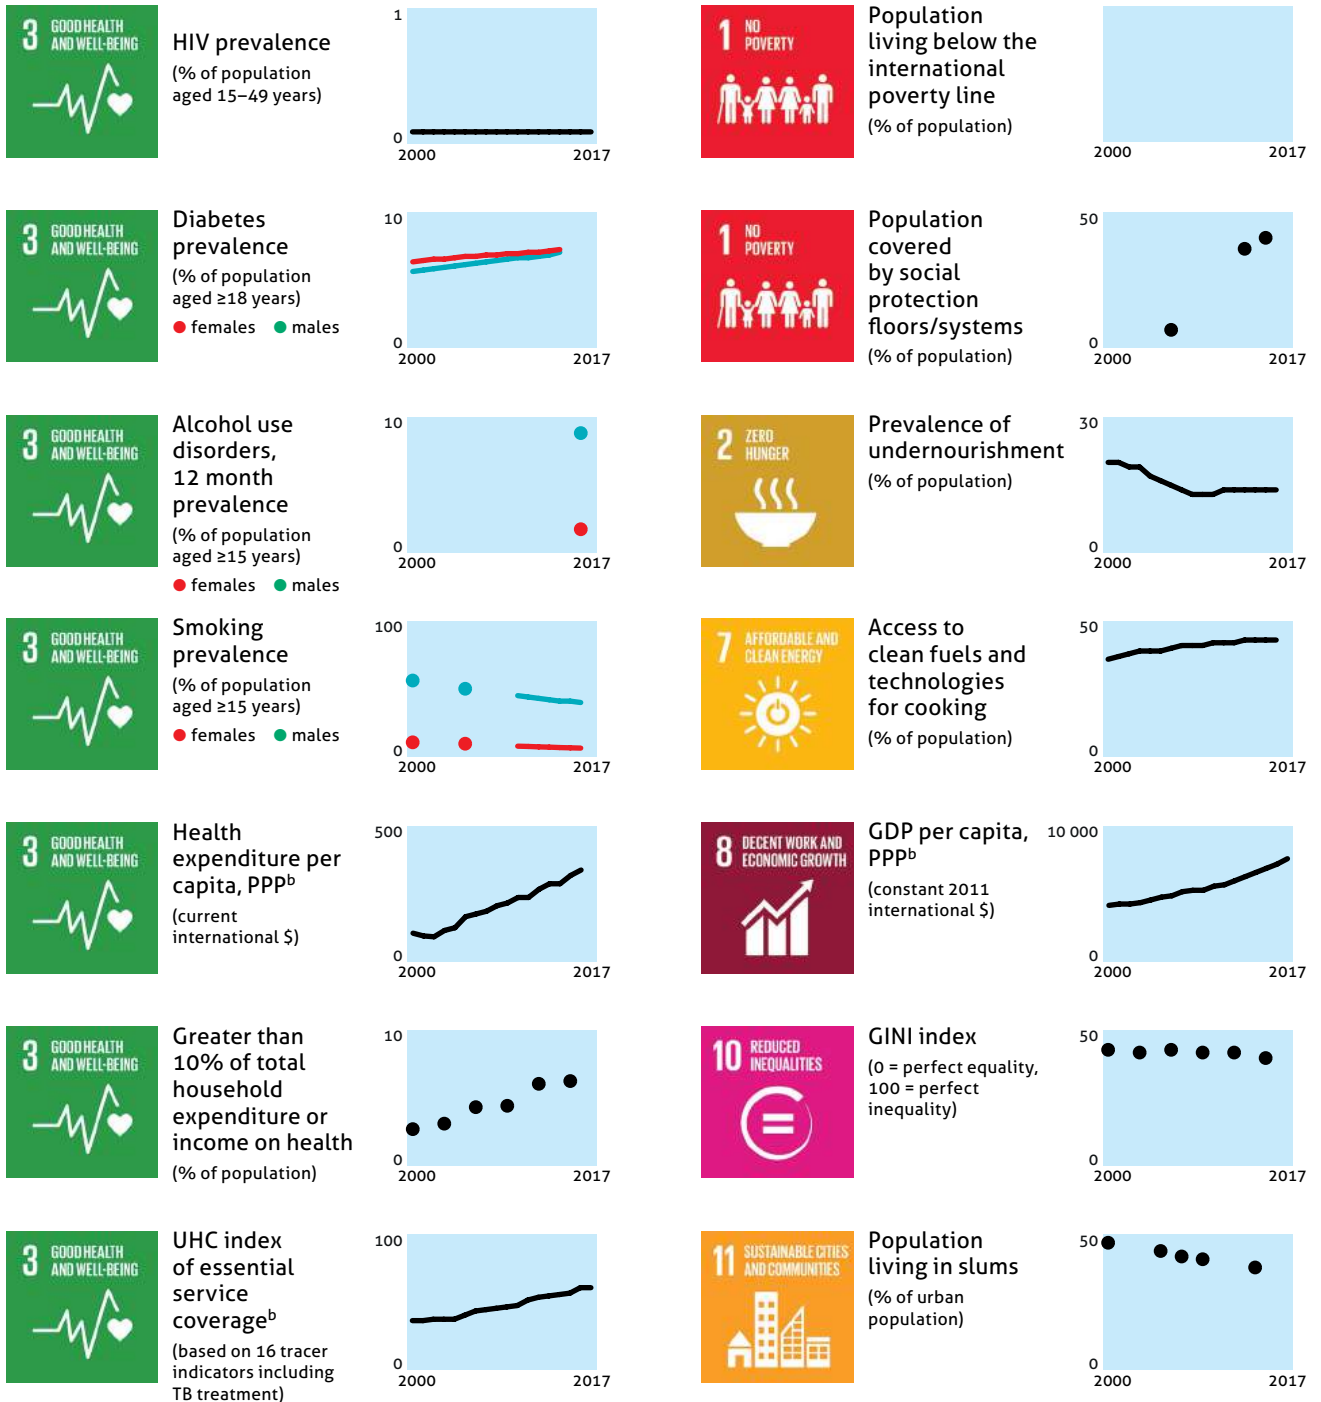 3 GOOD HEALTH
AND WELL-BEING
HIV prevalence
(% of population
aged 15–49 years)
1
0
2000 2017
3 GOOD HEALTH
AND WELL-BEING
Diabetes
prevalence
(% of population
aged ≥18 years)
females males
10
0
2000 2017
3 GOOD HEALTH
AND WELL-BEING
Alcohol use
disorders,
12 month
prevalence
(% of population
aged ≥15 years)
females males
10
0
2000 2017
3 GOOD HEALTH
AND WELL-BEING
Smoking
prevalence
(% of population
aged ≥15 years)
females males
100
0
2000 2017
3 GOOD HEALTH
AND WELL-BEING
Health
expenditure per
capita, PPPᵇ
(current
international $)
500
0
2000 2017
3 GOOD HEALTH
AND WELL-BEING
Greater than
10% of total
household
expenditure or
income on health
(% of population)
10
0
2000 2017
3 GOOD HEALTH
AND WELL-BEING
UHC index
of essential
service
coverageᵇ
(based on 16 tracer
indicators including
TB treatment)
100
0
2000 2017
1 NO
POVERTY
Population
living below the
international
poverty line
(% of population)
2000 2017
1 NO
POVERTY
Population
covered
by social
protection
floors/systems
(% of population)
50
0
2000 2017
2 ZERO
HUNGER
Prevalence of
undernourishment
(% of population)
30
0
2000 2017
7 AFFORDABLE AND
CLEAN ENERGY
Access to
clean fuels and
technologies
for cooking
(% of population)
50
0
2000 2017
8 DECENT WORK AND
ECONOMIC GROWTH
GDP per capita,
PPPᵇ
(constant 2011
international $)
10 000
0
2000 2017
10 REDUCED
INEQUALITIES
GINI index
(0 = perfect equality,
100 = perfect
inequality)
50
0
2000 2017
11 SUSTAINABLE CITIES
AND COMMUNITIES
Population
living in slums
(% of urban
population)
50
0
2000 2017